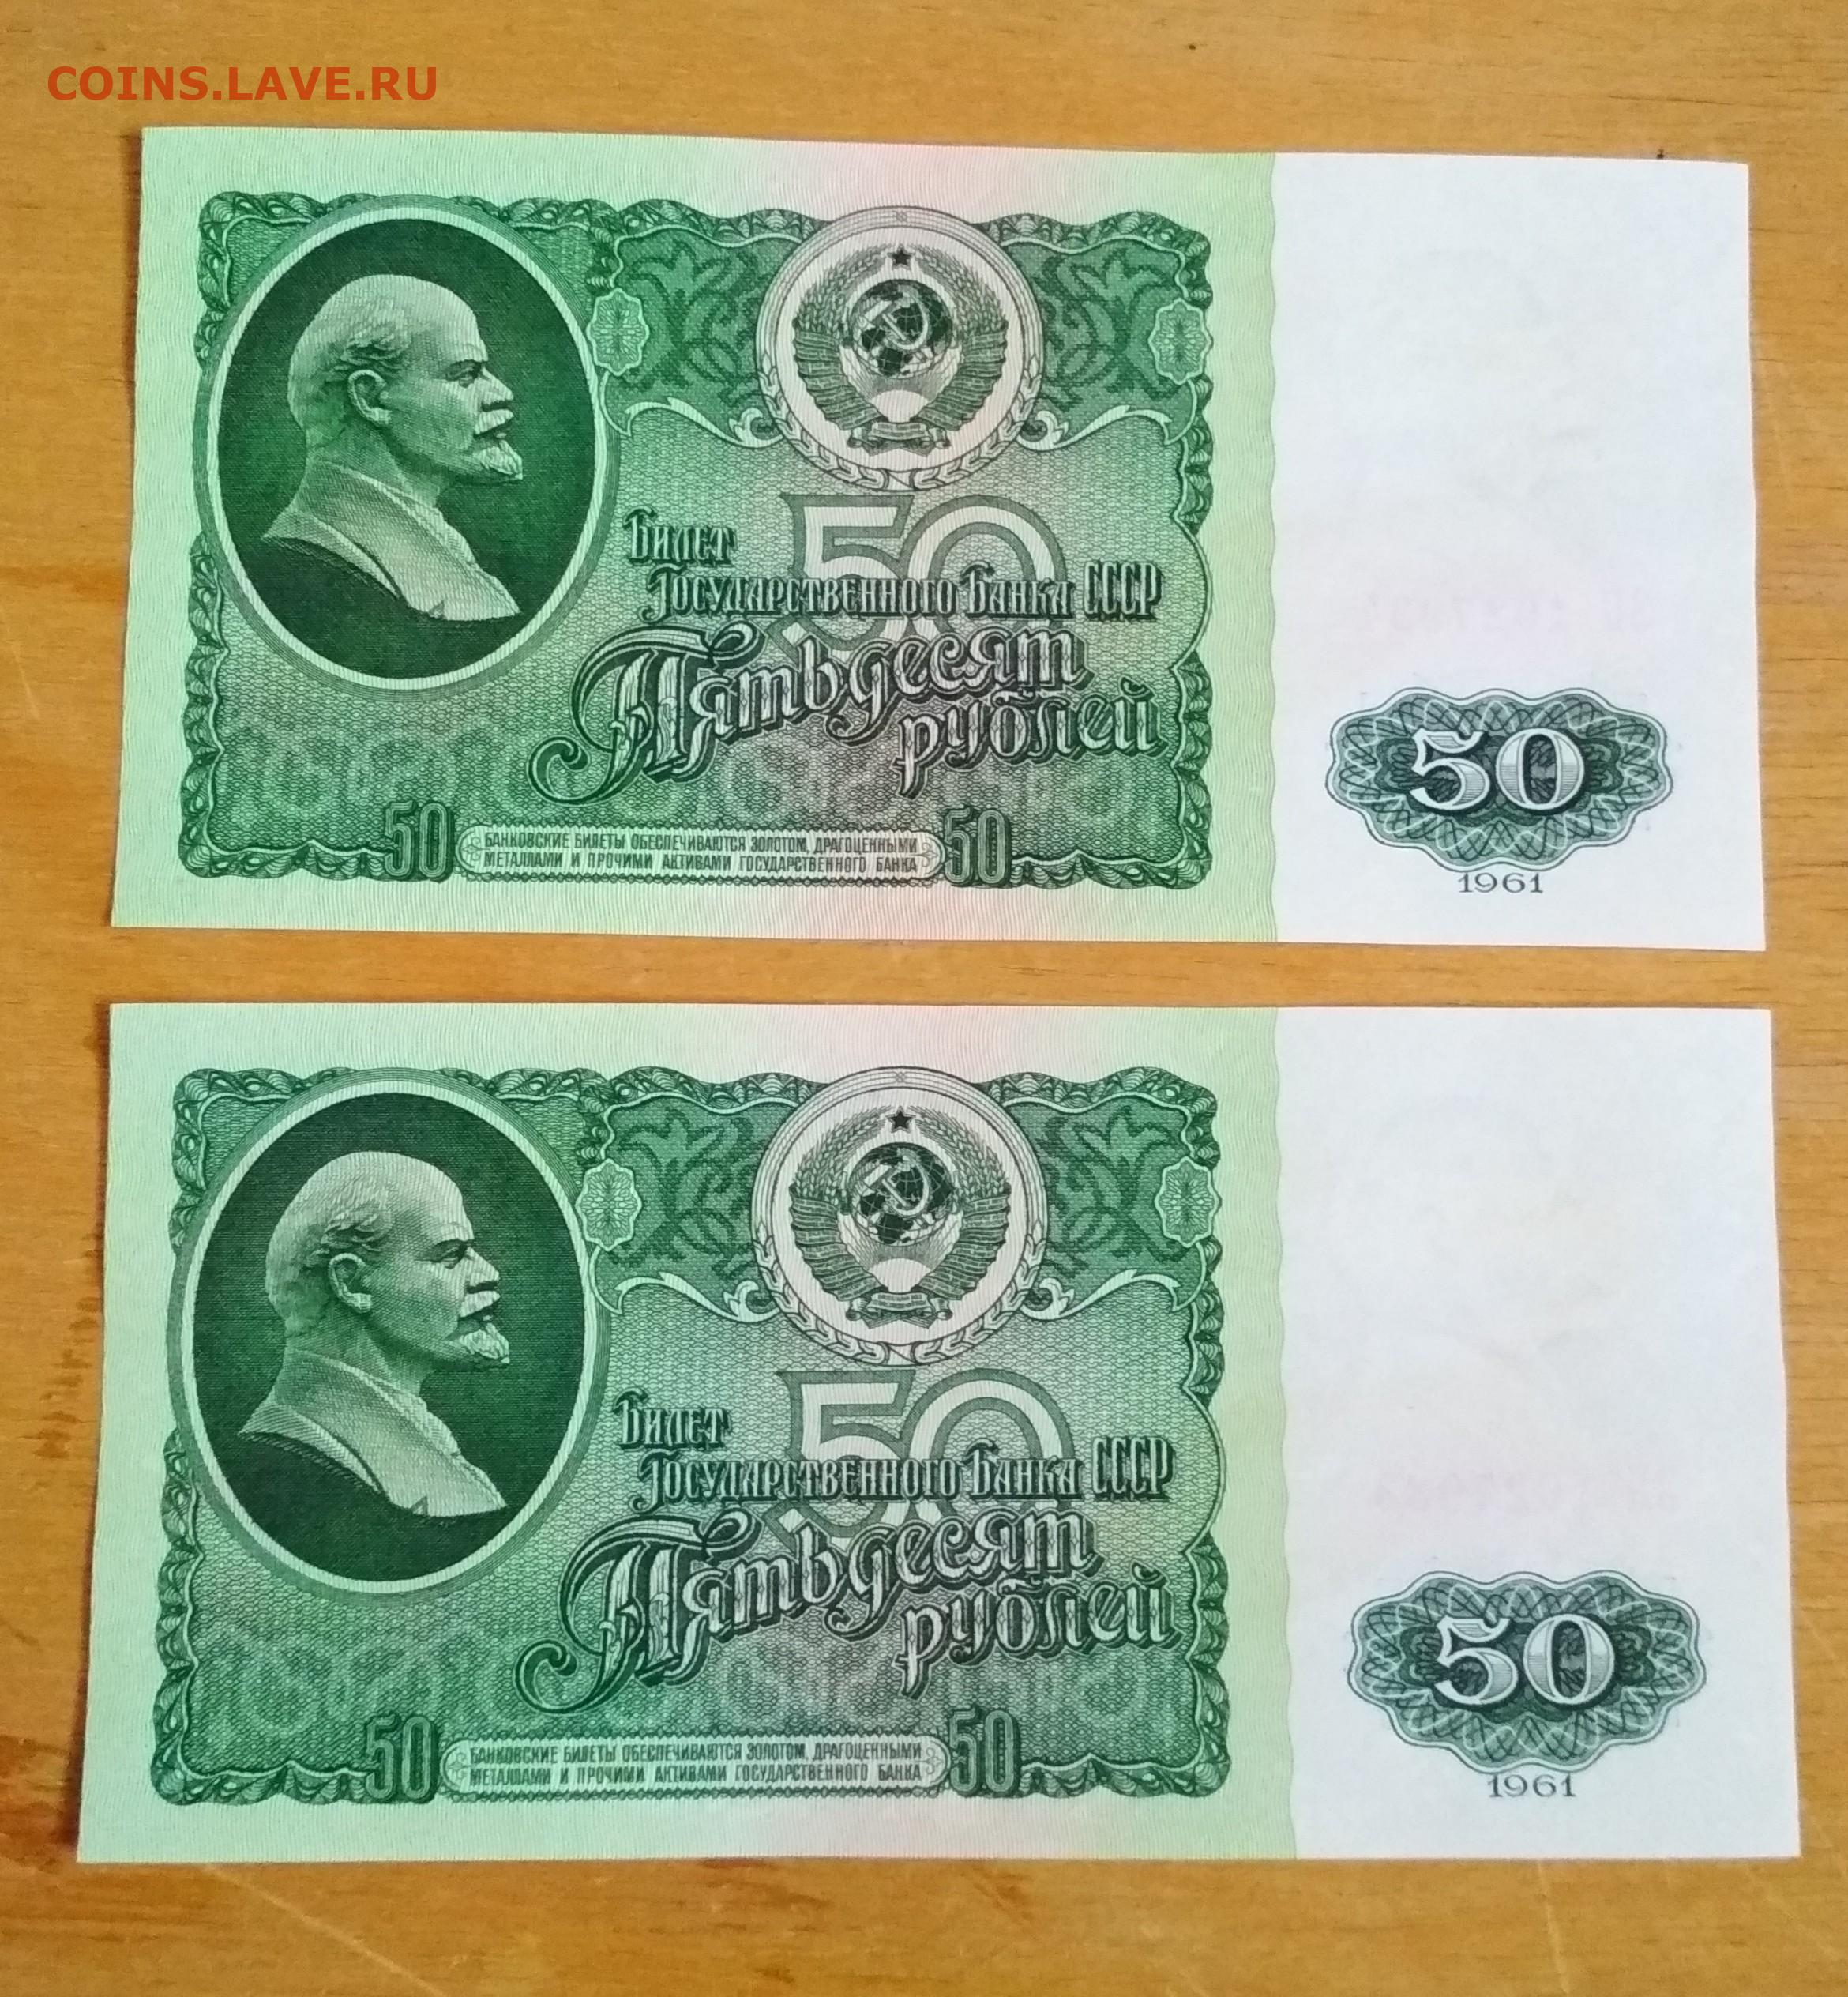 COINS.LAVE.RU
50
Билет
Государственного Банка СССР
Пятьдесят
рублей
50
БАНКОВСКИЕ БИЛЕТЫ ОБЕСПЕЧИВАЮТСЯ ЗОЛОТОМ, ДРАГОЦЕННЫМИ
МЕТАЛЛАМИ И ПРОЧИМИ АКТИВАМИ ГОСУДАРСТВЕННОГО БАНКА
50
50
1961
50
Билет
Государственного Банка СССР
Пятьдесят
рублей
50
БАНКОВСКИЕ БИЛЕТЫ ОБЕСПЕЧИВАЮТСЯ ЗОЛОТОМ, ДРАГОЦЕННЫМИ
МЕТАЛЛАМИ И ПРОЧИМИ АКТИВАМИ ГОСУДАРСТВЕННОГО БАНКА
50
50
1961